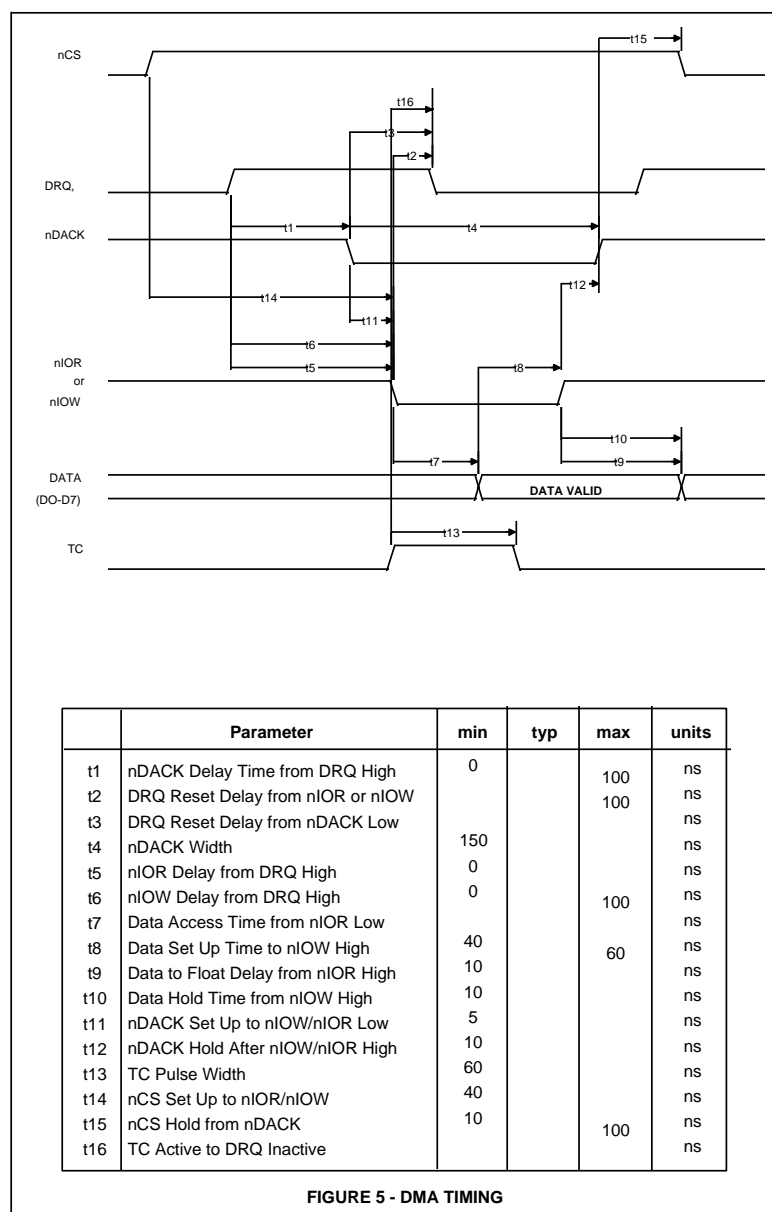 t15
nCS
t16
t3
t2
DRQ,
t1
t4
nDACK
t12
t14
t11
t6
t8
nIOR
t5
or
nIOW
t10
t7
t9
DATA
DATA VALID
(DO-D7)
t13
TC
Parameter min typ max units
t1 nDACK Delay Time from DRQ High 0 100 ns
t2 DRQ Reset Delay from nIOR or nIOW 100 ns
t3 DRQ Reset Delay from nDACK Low ns
t4 nDACK Width 150 ns
t5 nIOR Delay from DRQ High 0 ns
t6 nIOW Delay from DRQ High 0 100 ns
t7 Data Access Time from nIOR Low ns
t8 Data Set Up Time to nIOW High 40 60 ns
t9 Data to Float Delay from nIOR High 10 ns
t10 Data Hold Time from nIOW High 10 ns
t11 nDACK Set Up to nIOW/nIOR Low 5 ns
t12 nDACK Hold After nIOW/nIOR High 10 ns
t13 TC Pulse Width 60 ns
t14 nCS Set Up to nIOR/nIOW 40 ns
t15 nCS Hold from nDACK 10 100 ns
t16 TC Active to DRQ Inactive ns
FIGURE 5 - DMA TIMING